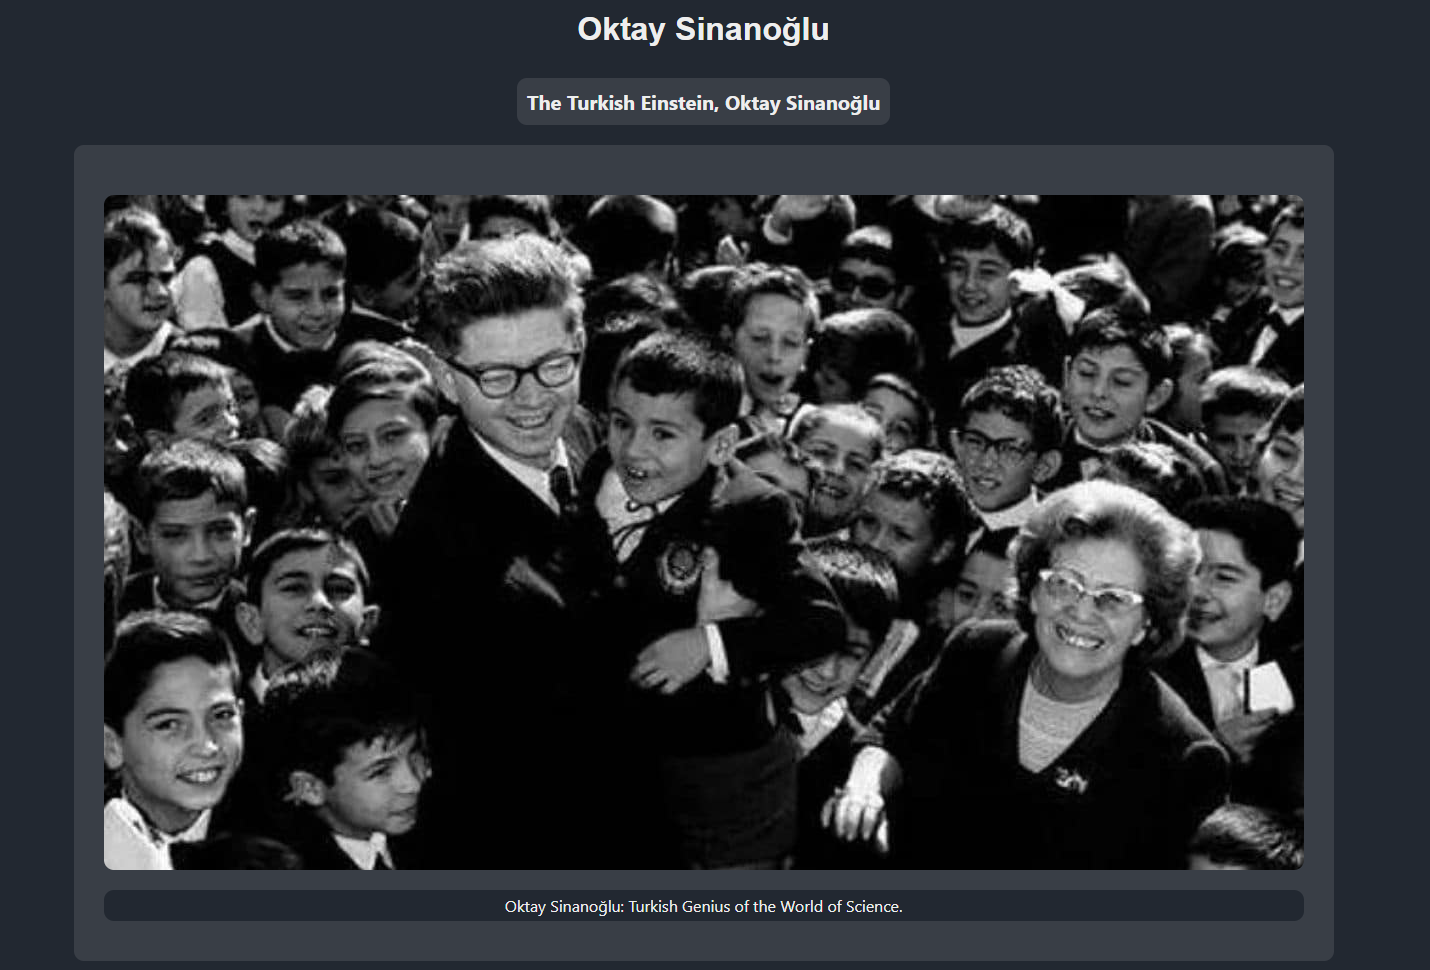 Oktay Sinanoğlu
The Turkish Einstein, Oktay Sinanoğlu
Oktay Sinanoğlu: Turkish Genius of the World of Science.